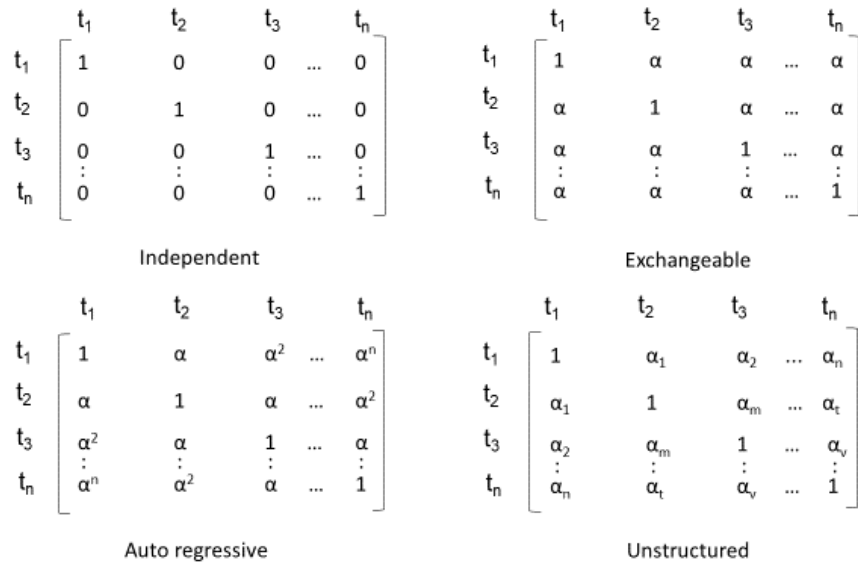 t₁ t₂ t₃ tₙ
t₁ 1 0 0 ... 0
t₂ 0 1 0 ... 0
t₃ 0 0 1 ... 0
⋮ ⋮ ⋮ ⋮
tₙ 0 0 0 ... 1
Independent
t₁ t₂ t₃ tₙ
t₁ 1 α α ... α
t₂ α 1 α ... α
t₃ α α 1 ... α
⋮ ⋮ ⋮ ⋮
tₙ α α α ... 1
Exchangeable
t₁ t₂ t₃ tₙ
t₁ 1 α α² ... αⁿ
t₂ α 1 α ... α²
t₃ α² α 1 ... α
⋮ ⋮ ⋮ ⋮
tₙ αⁿ α² α ... 1
Auto regressive
t₁ t₂ t₃ tₙ
t₁ 1 α₁ α₂ ... αₙ
t₂ α₁ 1 αₘ ... αₜ
t₃ α₂ αₘ 1 ... αᵥ
⋮ ⋮ ⋮ ⋮
tₙ αₙ αₜ αᵥ ... 1
Unstructured